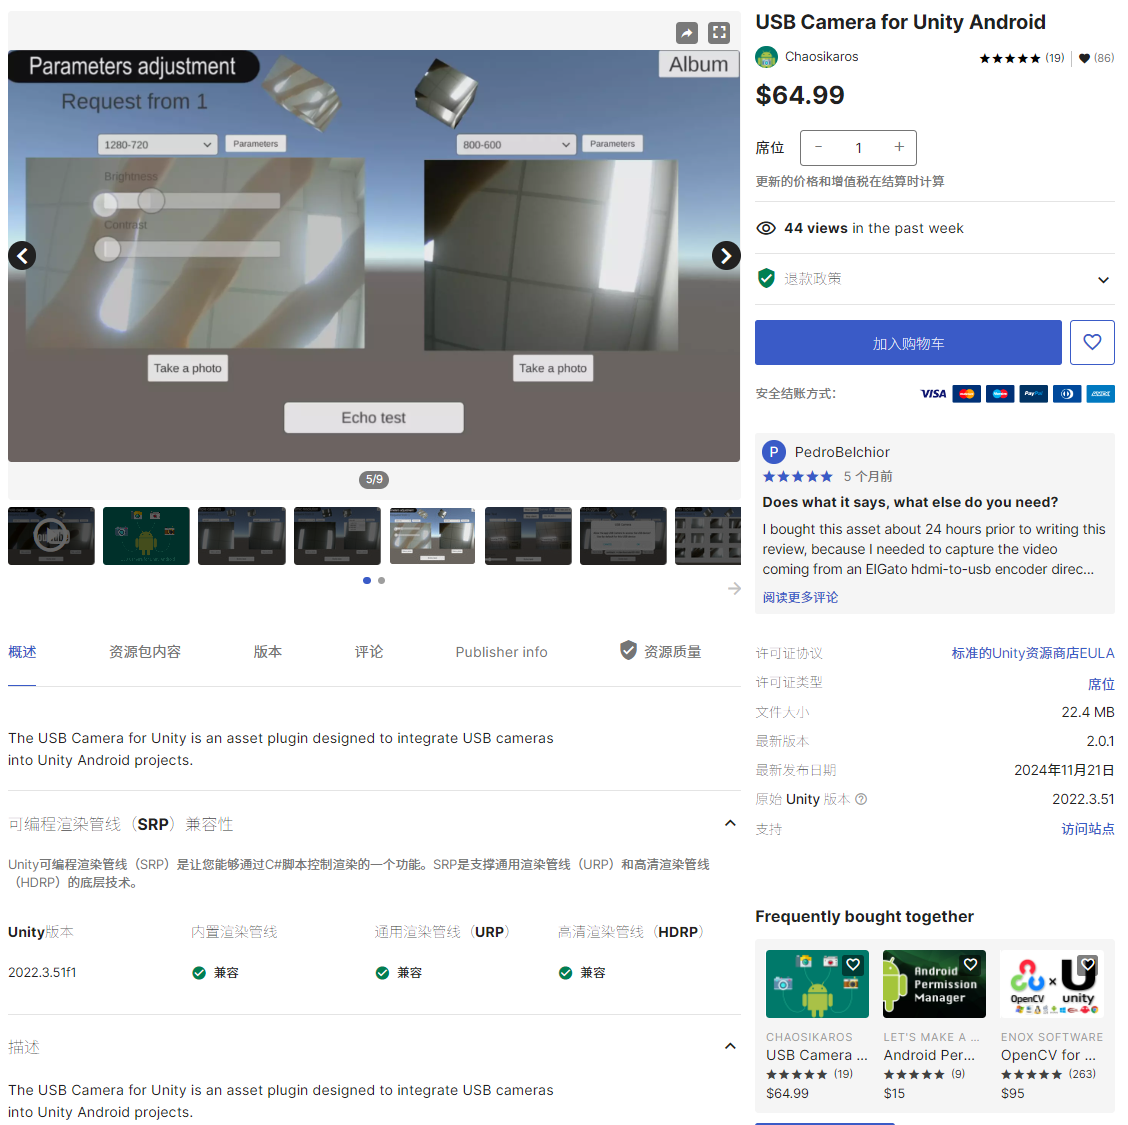 Parameters adjustment
Album
Request from 1
1280-720
Parameters
800-600
Parameters
Brightness
Contrast
Take a photo
Take a photo
Echo test
5/9
概述
资源包内容
版本
评论
Publisher info
资源质量
The USB Camera for Unity is an asset plugin designed to integrate USB cameras
into Unity Android projects.
可编程渲染管线（SRP）兼容性
Unity可编程渲染管线（SRP）是让您能够通过C#脚本控制渲染的一个功能。SRP是支撑通用渲染管线（URP）和高清渲染管线
（HDRP）的底层技术。
Unity版本
内置渲染管线
通用渲染管线（URP）
高清渲染管线（HDRP）
2022.3.51f1
兼容
兼容
兼容
描述
The USB Camera for Unity is an asset plugin designed to integrate USB cameras
into Unity Android projects.
USB Camera for Unity Android
Chaosikaros
(19)
(86)
$64.99
席位
- 1 +
更新的价格和增值税在结算时计算
44 views in the past week
退款政策
加入购物车
安全结账方式：
VISA
PayPal
P
PedroBelchior
5 个月前
Does what it says, what else do you need?
I bought this asset about 24 hours prior to writing this
review, because I needed to capture the video
coming from an ElGato hdmi-to-usb encoder direc...
阅读更多评论
许可证协议
标准的Unity资源商店EULA
许可证类型
席位
文件大小
22.4 MB
最新版本
2.0.1
最新发布日期
2024年11月21日
原始 Unity 版本
2022.3.51
支持
访问站点
Frequently bought together
Android
Permission
Manager
OpenCV
x
unity
CHAOSIKAROS
USB Camera ...
(19)
$64.99
LET'S MAKE A ...
Android Per...
(9)
$15
ENOX SOFTWARE
OpenCV for ...
(263)
$95